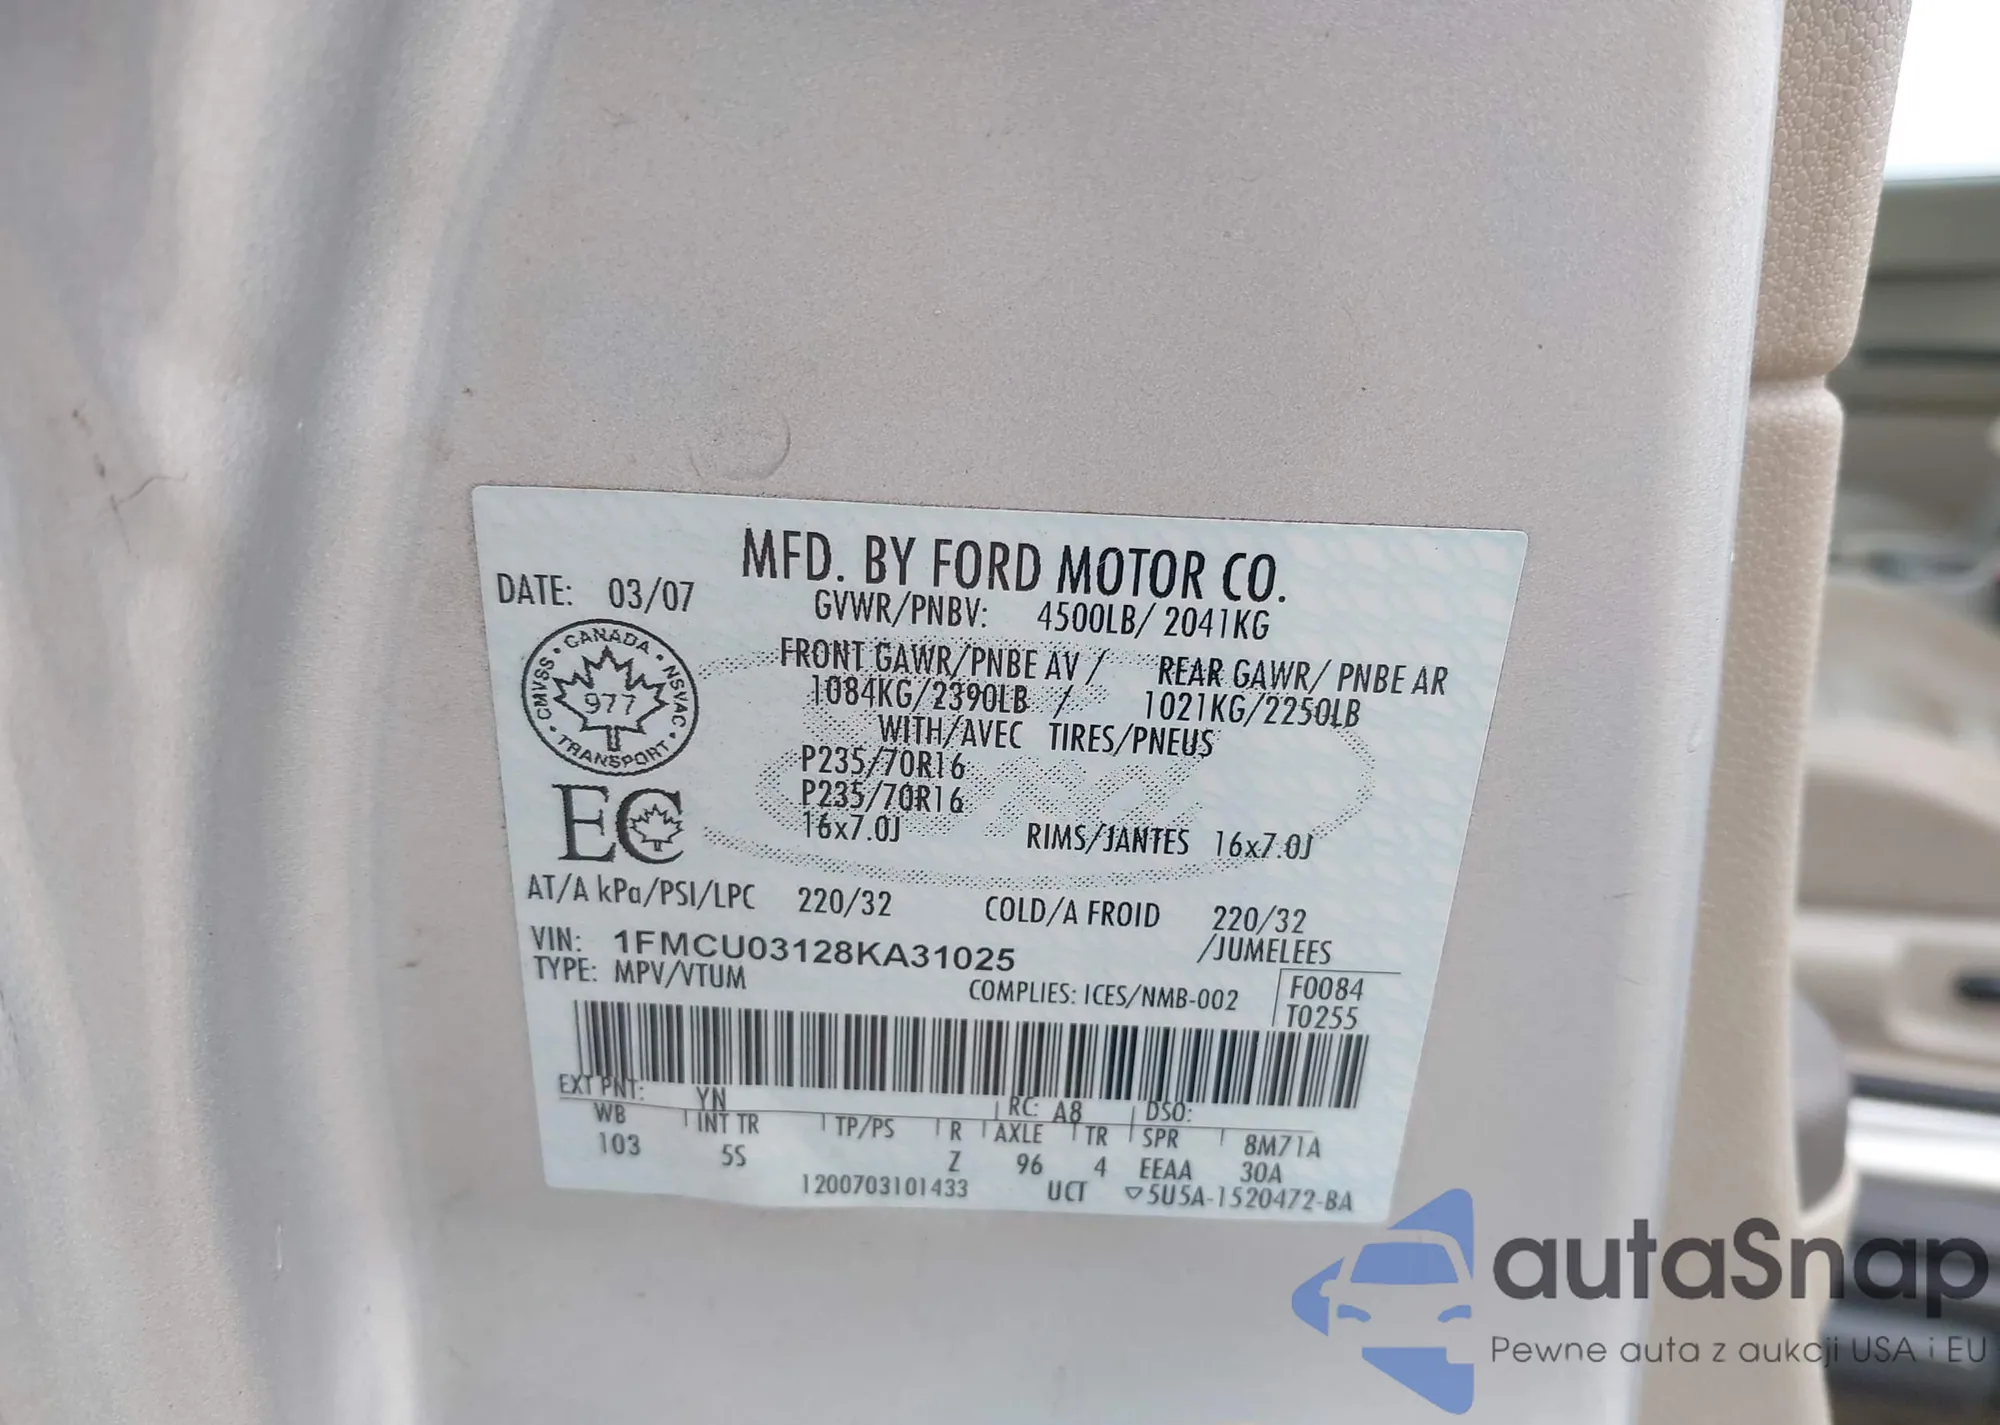 MFD. BY FORD MOTOR CO.
DATE: 03/07
GVWR/PNBV: 4500LB/ 2041KG
FRONT GAWR/PNBE AV / REAR GAWR/ PNBE AR
1084KG/2390LB / 1021KG/2250LB
WITH/AVEC TIRES/PNEUS
P235/70R16
P235/70R16
16x7.0J RIMS/JANTES 16x7.0J
CANADA
CMVSS NSVAC
977
TRANSPORT
EC
AT/A kPa/PSI/LPC 220/32 COLD/A FROID 220/32
VIN: 1FMCU03128KA31025 /JUMELEES
TYPE: MPV/VTUM
COMPLIES: ICES/NMB-002 F0084
T0255
EXT PNT: YN RC: A8 DSO:
WB INT TR TP/PS R AXLE TR SPR 8M71A
103 5S Z 96 4 EEAA 30A
1200703101433 UCT ▽5U5A-1520472-BA
autaSnap
Pewne auta z aukcji USA i EU